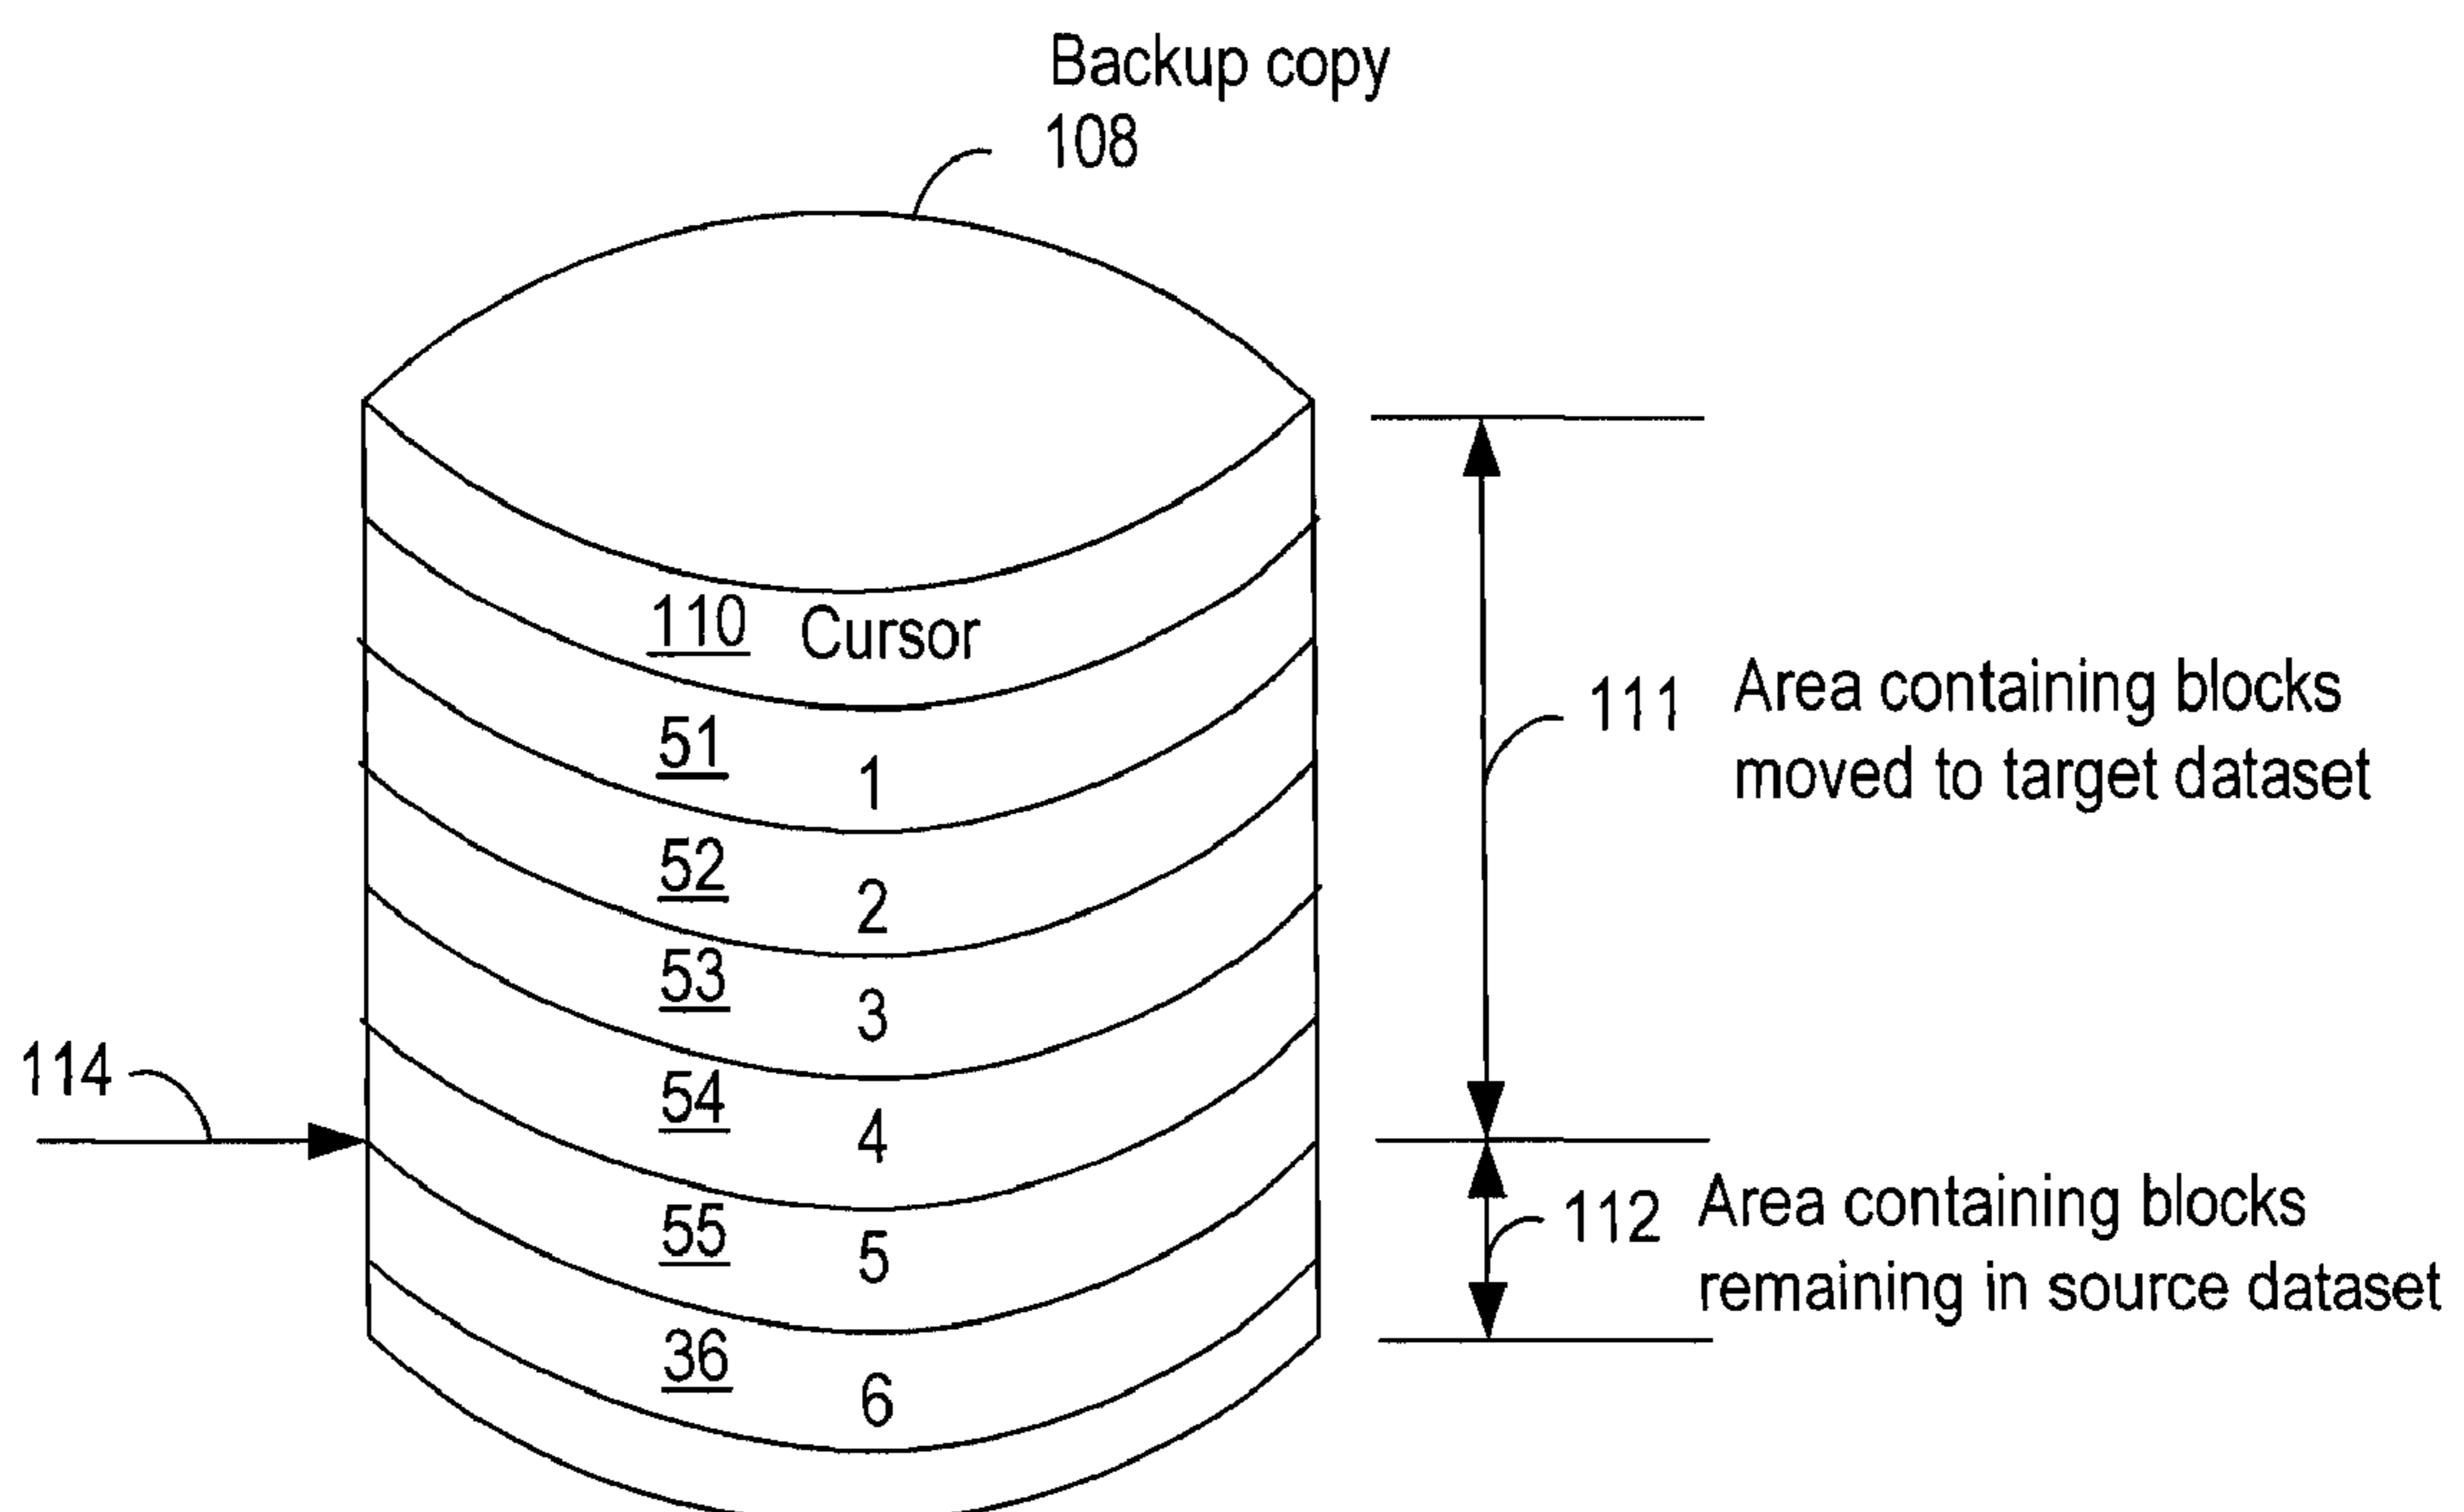 Backup copy
108
110 Cursor
51 1
52 2
53 3
54 4
55 5
36 6
114
111 Area containing blocks
moved to target dataset
112 Area containing blocks
remaining in source dataset